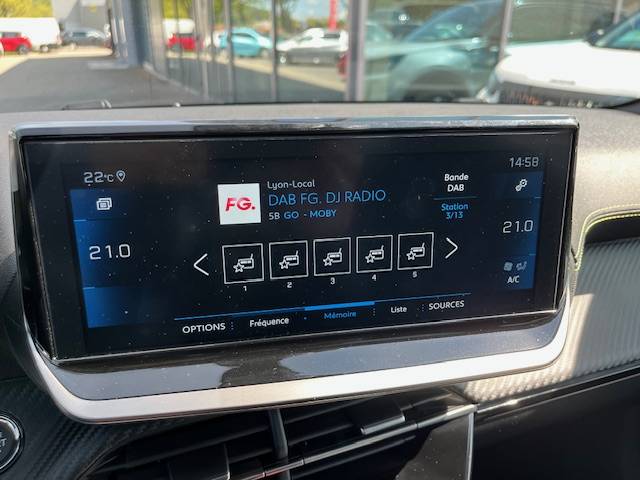 22°C
14:58
FG.
Lyon-Local
DAB FG. DJ RADIO
5B GO - MOBY
Bande
DAB
Station
3/13
21.0
21.0
1 2 3 4 5
A/C
OPTIONS Fréquence Mémoire Liste SOURCES